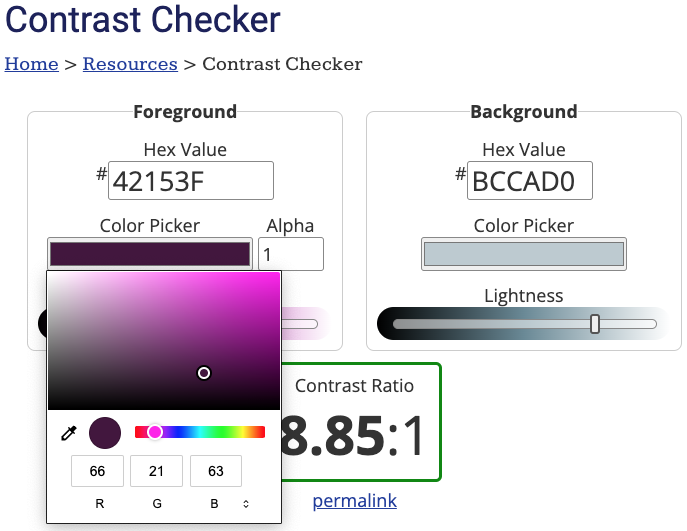 Contrast Checker
Home > Resources > Contrast Checker
Foreground
Hex Value
#42153F
Color Picker
Alpha
1
66
21
63
R
G
B
Background
Hex Value
#BCCAD0
Color Picker
Lightness
Contrast Ratio
8.85:1
permalink